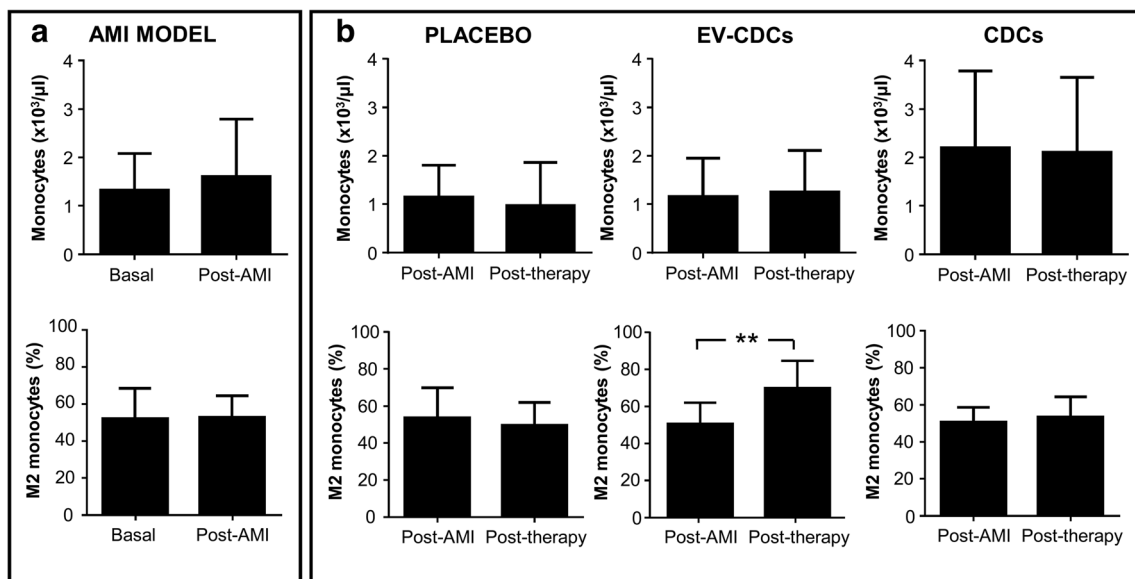 a
AMI MODEL
Monocytes (x10³/µl)
4
3
2
1
0
Basal
Post-AMI
M2 monocytes (%)
100
80
60
40
20
0
Basal
Post-AMI
b
PLACEBO
Monocytes (x10³/µl)
4
3
2
1
0
Post-AMI
Post-therapy
M2 monocytes (%)
100
80
60
40
20
0
Post-AMI
Post-therapy
EV-CDCs
Monocytes (x10³/µl)
4
3
2
1
0
Post-AMI
Post-therapy
M2 monocytes (%)
100
80
60
40
20
0
**
Post-AMI
Post-therapy
CDCs
Monocytes (x10³/µl)
4
3
2
1
0
Post-AMI
Post-therapy
M2 monocytes (%)
100
80
60
40
20
0
Post-AMI
Post-therapy